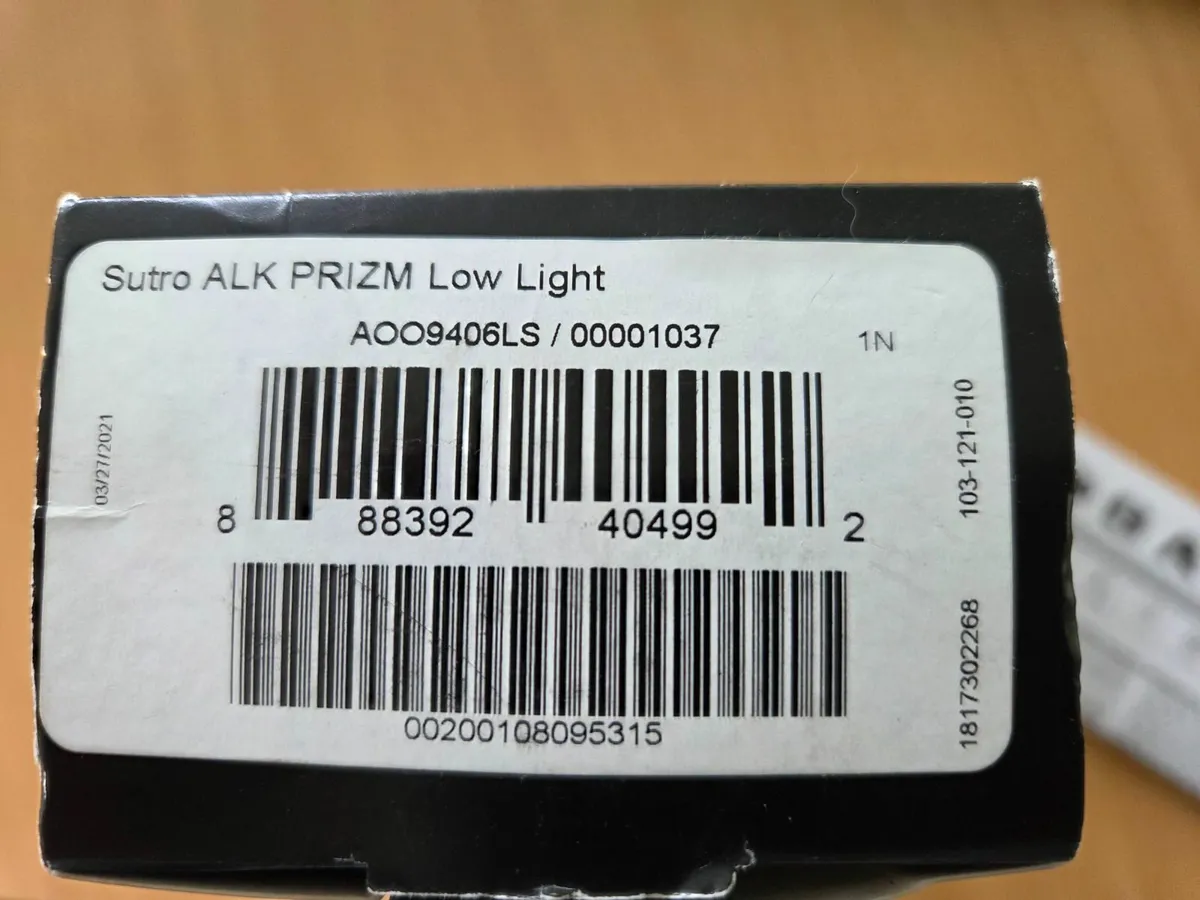 Sutro ALK PRIZM Low Light
AOO9406LS / 00001037
1N
03/27/2021
103-121-010
8 88392 40499 2
1817302268
00200108095315